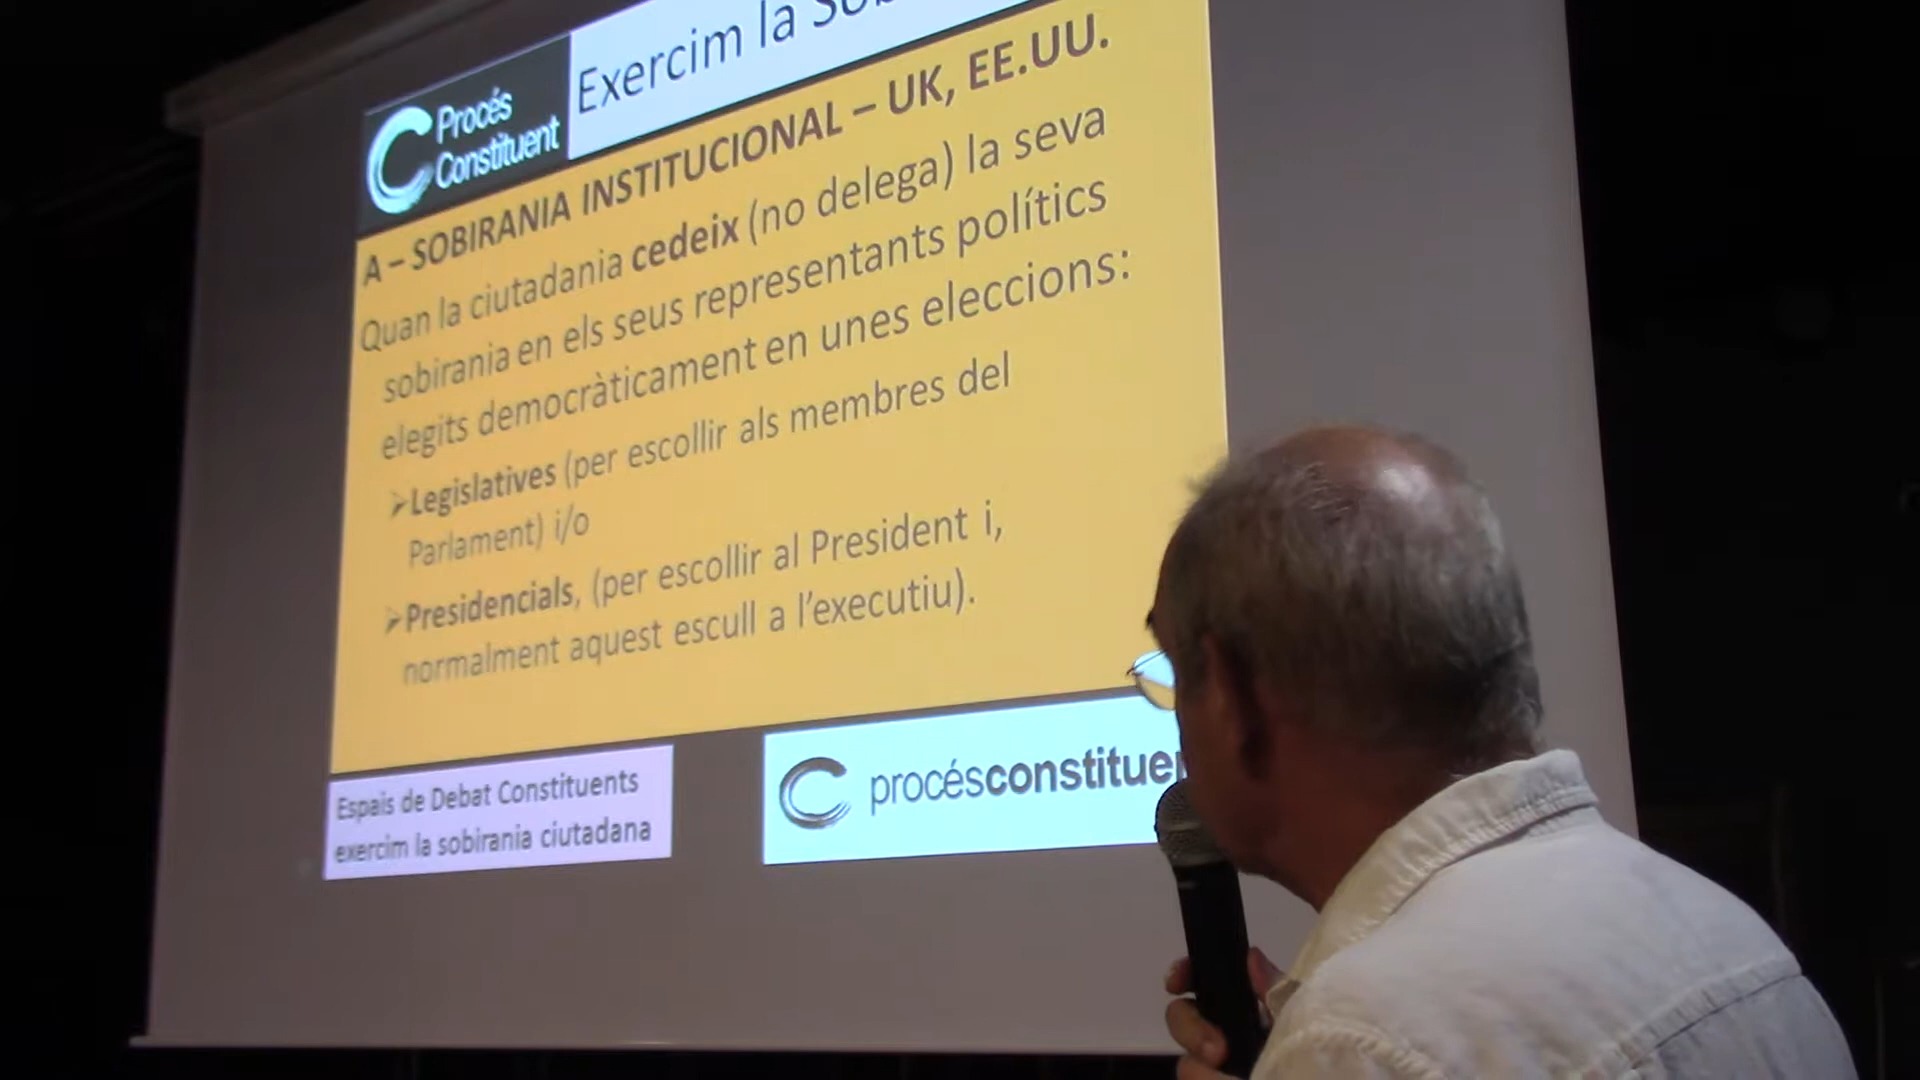 Procés
Constituent
Exercim la
A – SOBIRANIA INSTITUCIONAL – UK, EE.UU.
Quan la ciutadania cedeix (no delega) la seva
sobirania en els seus representants polítics
elegits democràticament en unes eleccions:
➢Legislatives (per escollir als membres del
Parlament) i/o
➢Presidencials, (per escollir al President i,
normalment aquest escull a l’executiu).
Espais de Debat Constituents
exercim la sobirania ciutadana
procésconstitue